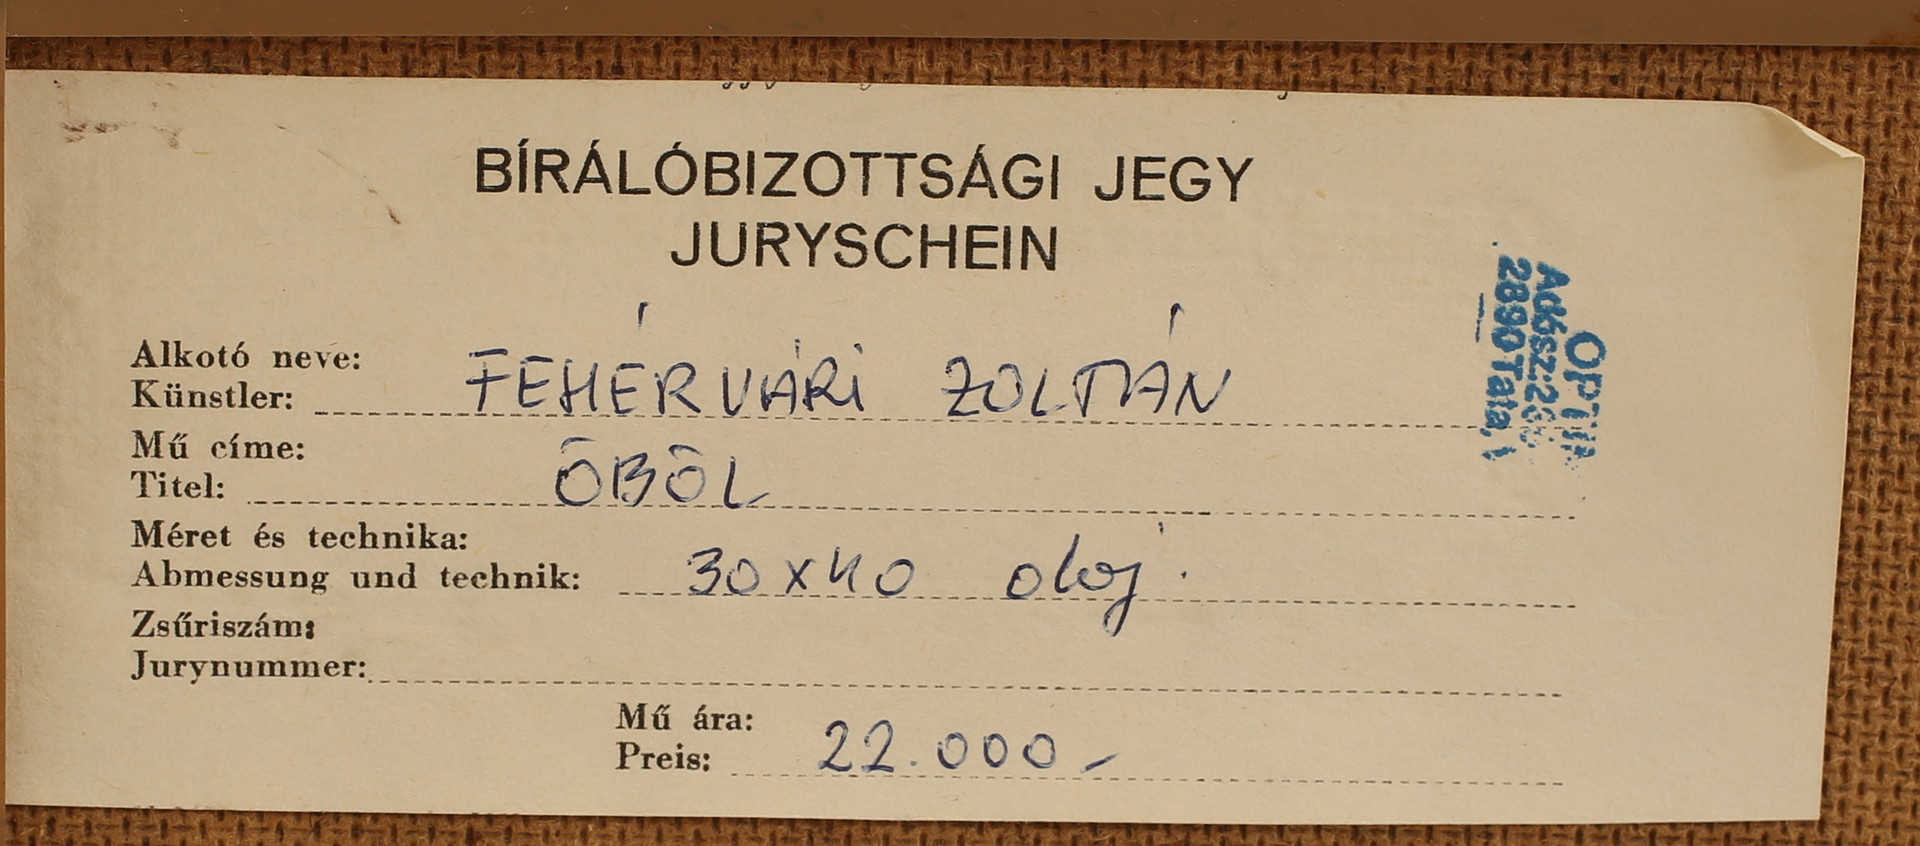 BÍRÁLÓBIZOTTSÁGI JEGY
JURYSCHEIN
Alkotó neve:
Künstler: FEHÉRVÁRI ZOLTÁN
Mű címe:
Titel: ÖBÖL
Méret és technika:
Abmessung und technik: 30x40 olaj.
Zsűriszám:
Jurynummer:
Mű ára:
Preis: 22.000-
Adósz:
2890 Tata,